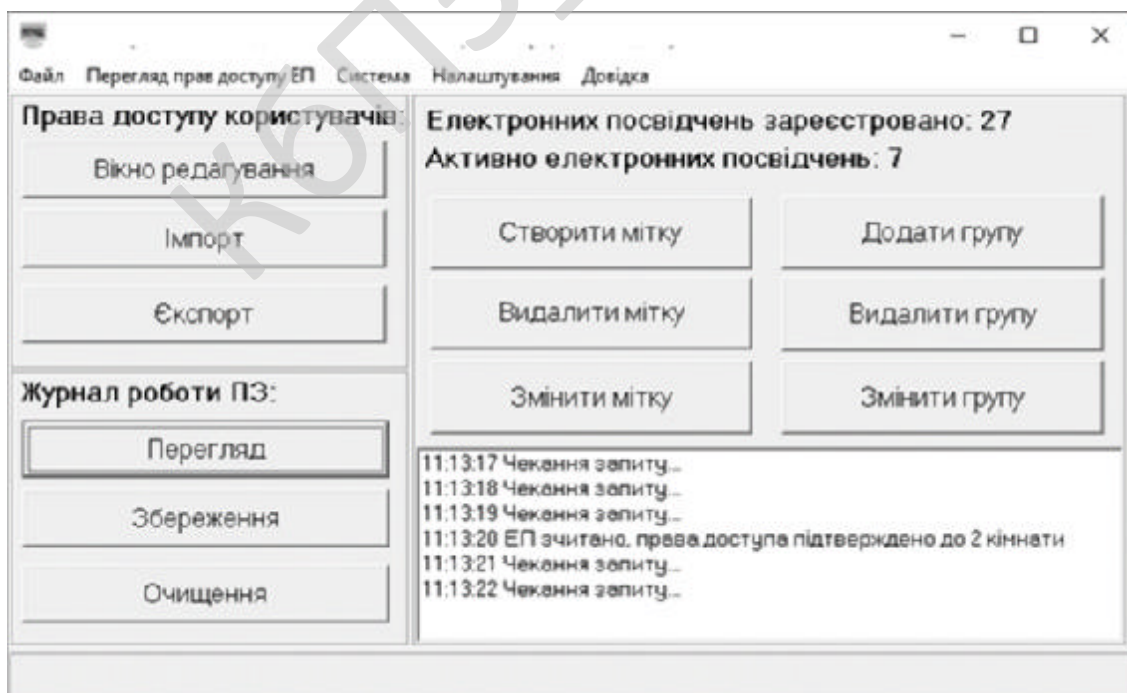 Файл Перегляд прав доступу ЕП Система Налаштування Довідка
Права доступу користувачів:
Вікно редагування
Імпорт
Єкспорт
Журнал роботи ПЗ:
Перегляд
Збереження
Очищення
Електронних посвідчень зареєстровано: 27
Активно електронних посвідчень: 7
Створити мітку Додати групу
Видалити мітку Видалити групу
Змінити мітку Змінити групу
11:13:17 Чекання запиту...
11:13:18 Чекання запиту...
11:13:19 Чекання запиту...
11:13:20 ЕП зчитано, права доступа підтверждено до 2 кімнати
11:13:21 Чекання запиту...
11:13:22 Чекання запиту...